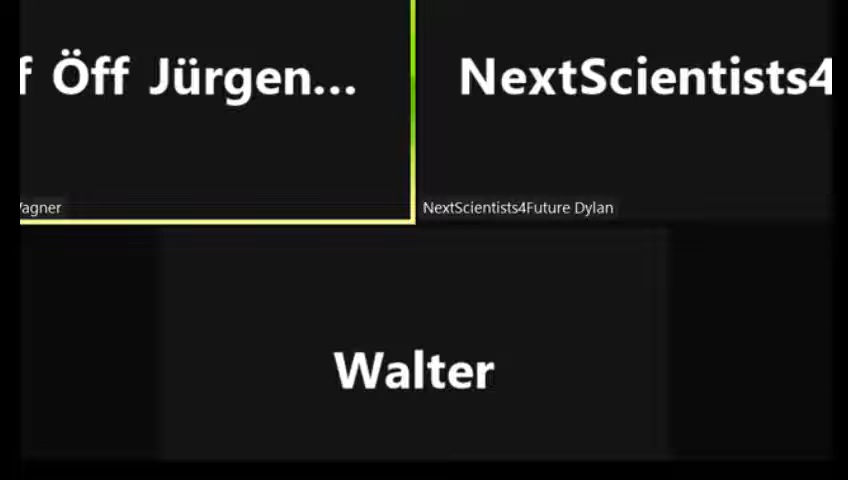 f Öff Jürgen...
NextScientists4
agner
NextScientists4Future Dylan
Walter